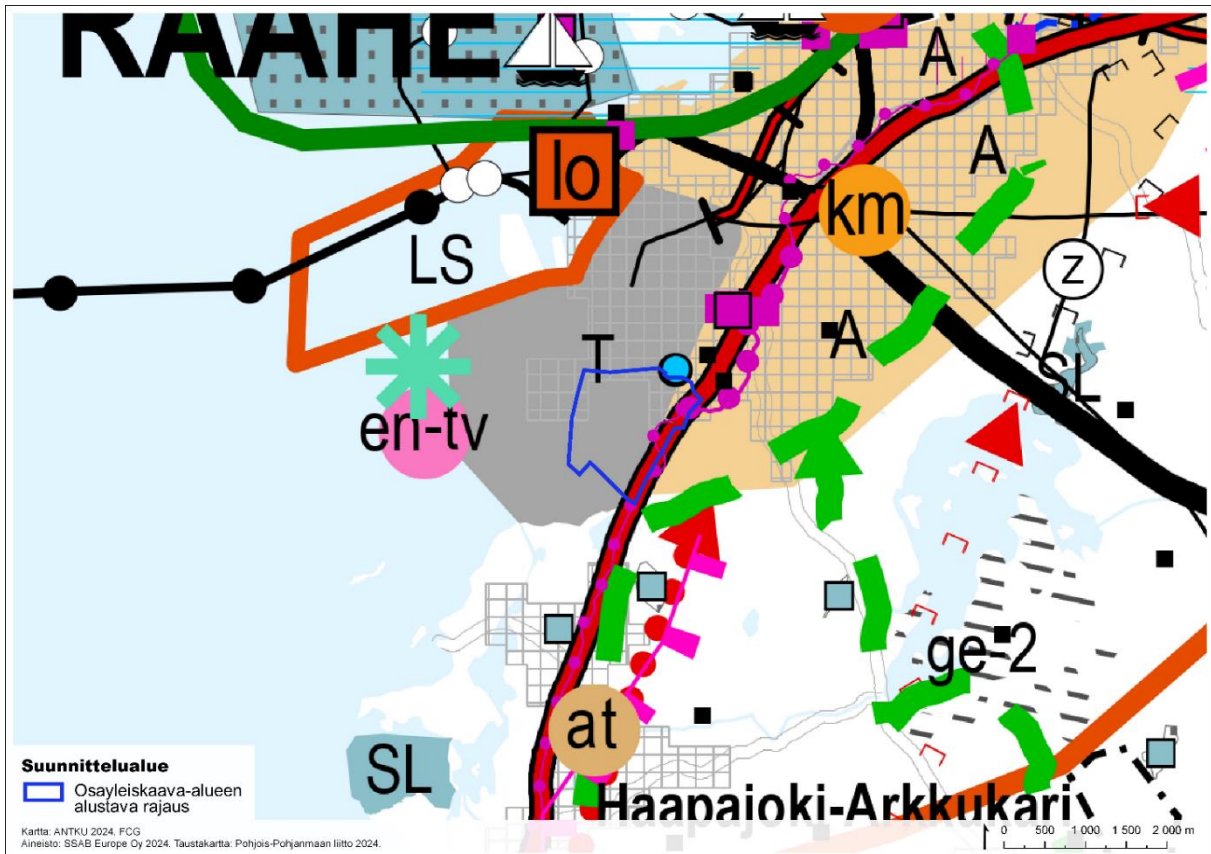 RAAHE
A
lo
A
km
LS
z
T
A
SL
en-tv
ge-2
at
SL
Haapajoki-Arkkukari
Suunnittelualue
Osayleiskaava-alueen
alustava rajaus
Kartta: ANTKU 2024, FCG
Aineisto: SSAB Europe Oy 2024. Taustakartta: Pohjois-Pohjanmaan liitto 2024.
0 500 1 000 1 500 2 000 m